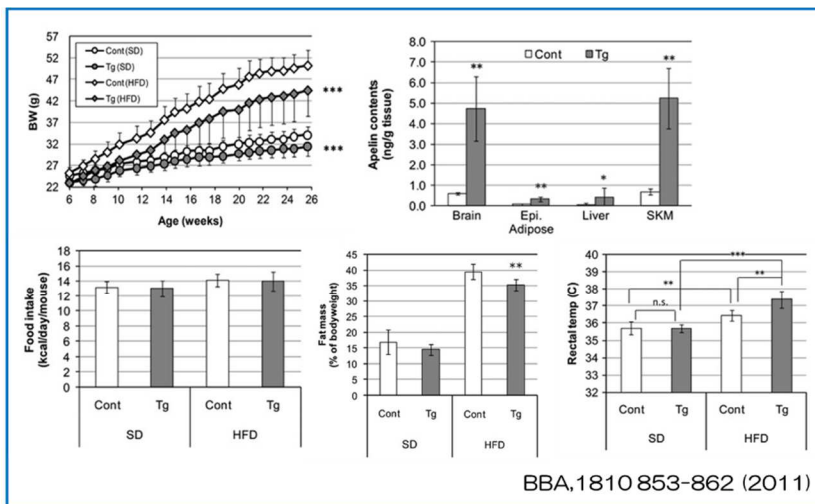 57
52
47
42
37
32
27
22
BW (g)
Cont(SD)
Tg (SD)
Cont(HFD)
Tg (HFD)
***
***
6 8 10 12 14 16 18 20 22 24 26
Age (weeks)
8.0
7.0
6.0
5.0
4.0
3.0
2.0
1.0
0.0
Apelin contents
(ng/g tissue)
Cont Tg
**
**
*
**
Brain Epi. Adipose Liver SKM
18
16
14
12
10
8
6
4
2
0
Food intake
(kcal/day/mouse)
Cont Tg Cont Tg
SD HFD
50
45
40
35
30
25
20
15
10
5
0
Fat mass
(% of bodyweight)
**
Cont Tg Cont Tg
SD HFD
40
39
38
37
36
35
34
33
32
Rectal temp (C)
***
**
**
n.s.
Cont Tg Cont Tg
SD HFD
BBA,1810 853-862 (2011)